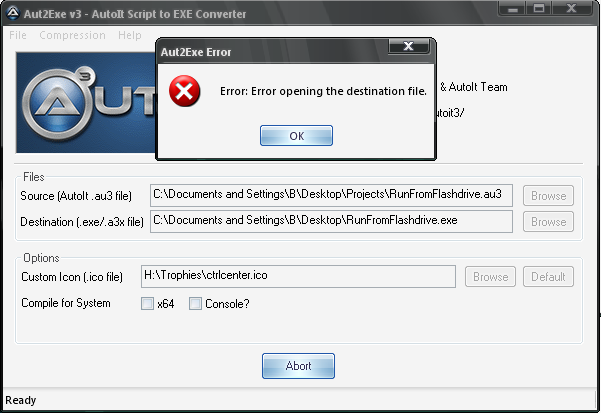 Aut2Exe v3 - AutoIt Script to EXE Converter
File Compression Help
Aut2Exe Error
Error: Error opening the destination file.
OK
AUT
3
& AutoIt Team
utoit3/
Files
Source (AutoIt .au3 file) C:\Documents and Settings\B\Desktop\Projects\RunFromFlashdrive.au3 Browse
Destination (.exe/.a3x file) C:\Documents and Settings\B\Desktop\RunFromFlashdrive.exe Browse
Options
Custom Icon (.ico file) H:\Trophies\ctrlcenter.ico Browse Default
Compile for System x64 Console?
Abort
Ready